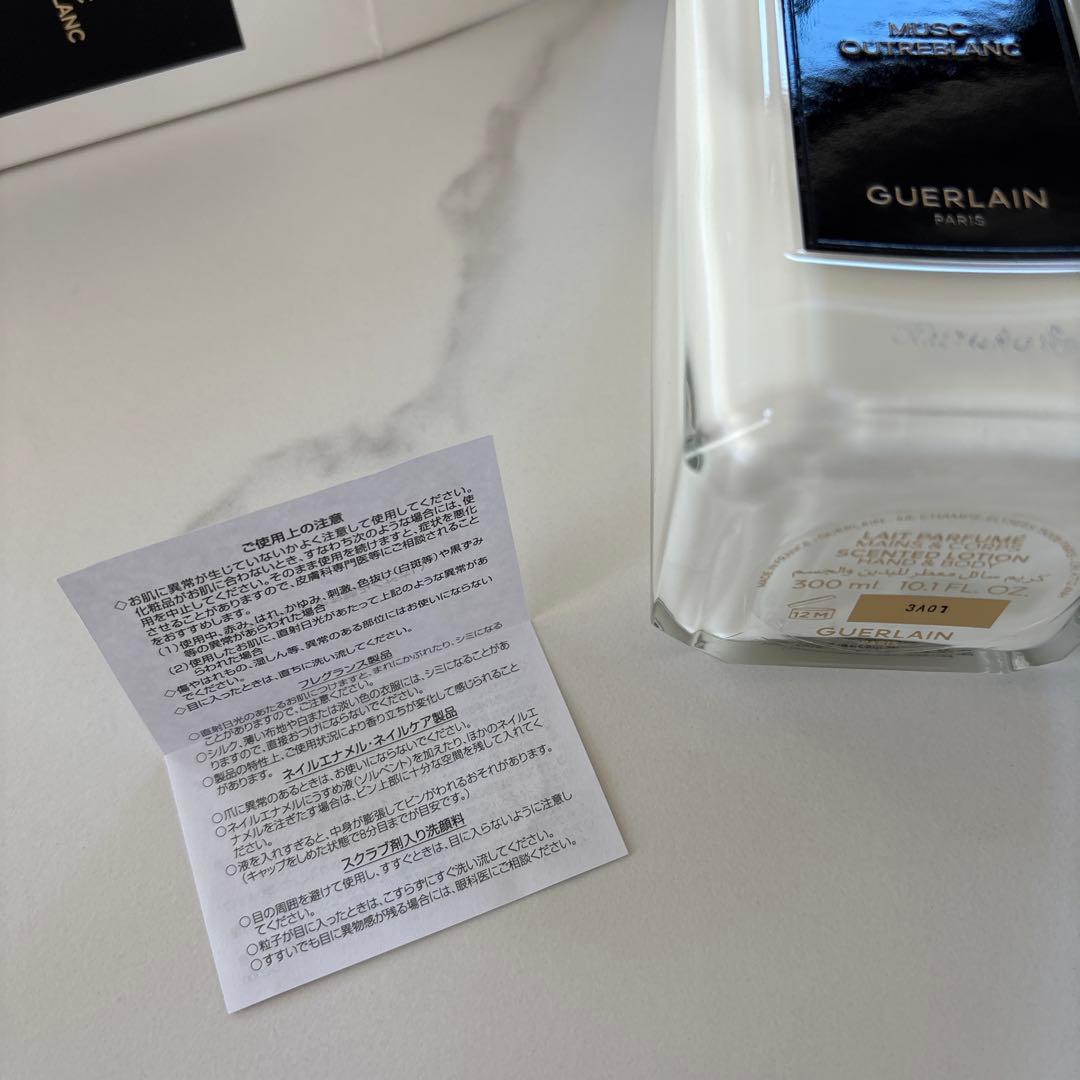 LANC
MUSC
OUTREBLANC
GUERLAIN
PARIS
LAIT PARFUMÉ
MAINS & CORPS
SCENTED LOTION
HAND & BODY
كريم سائل معطر لليدين والجسم
300 ml 10.1 FL. OZ.
12 M
3A01
GUERLAIN
ご使用上の注意
◇お肌に異常が生じていないかよく注意して使用してください。
化粧品がお肌に合わないとき、すなわち次のような場合には、使
用を中止してください。そのまま使用を続けますと、症状を悪化
させることがありますので、皮膚科専門医等にご相談されること
をおすすめします。
(1)使用中、赤み、はれ、かゆみ、刺激、色抜け(白斑等)や黒ずみ
等の異常があらわれた場合
(2)使用したお肌に、直射日光があたって上記のような異常があ
らわれた場合
◇傷やはれもの、湿しん等、異常のある部位にはお使いにならない
でください。
◇目に入ったときは、直ちに洗い流してください。
フレグランス製品
○直射日光のあたるお肌につけますと、まれにかぶれたり、シミになる
ことがありますので、ご注意ください。
○シルク、薄い布地や白または淡い色の衣服には、シミになることがあ
りますので、直接おつけにならないでください。
○製品の特性上、ご使用状況により香り立ちが変化して感じられること
があります。
ネイルエナメル・ネイルケア製品
○爪に異常のあるときは、お使いにならないでください。
○ネイルエナメルにうすめ液(ソルベント)を加えたり、ほかのネイルエ
ナメルを注ぎたす場合は、ビン上部に十分な空間を残して入れてく
ださい。
○液を入れすぎると、中身が膨張してビンがわれるおそれがあります。
(キャップをしめた状態で8分目までが目安です。)
スクラブ剤入り洗顔料
○目の周囲を避けて使用し、すすぐときは、目に入らないように注意し
てください。
○粒子が目に入ったときは、こすらずにすぐ洗い流してください。
○すすいでも目に異物感が残る場合には、眼科医にご相談ください。